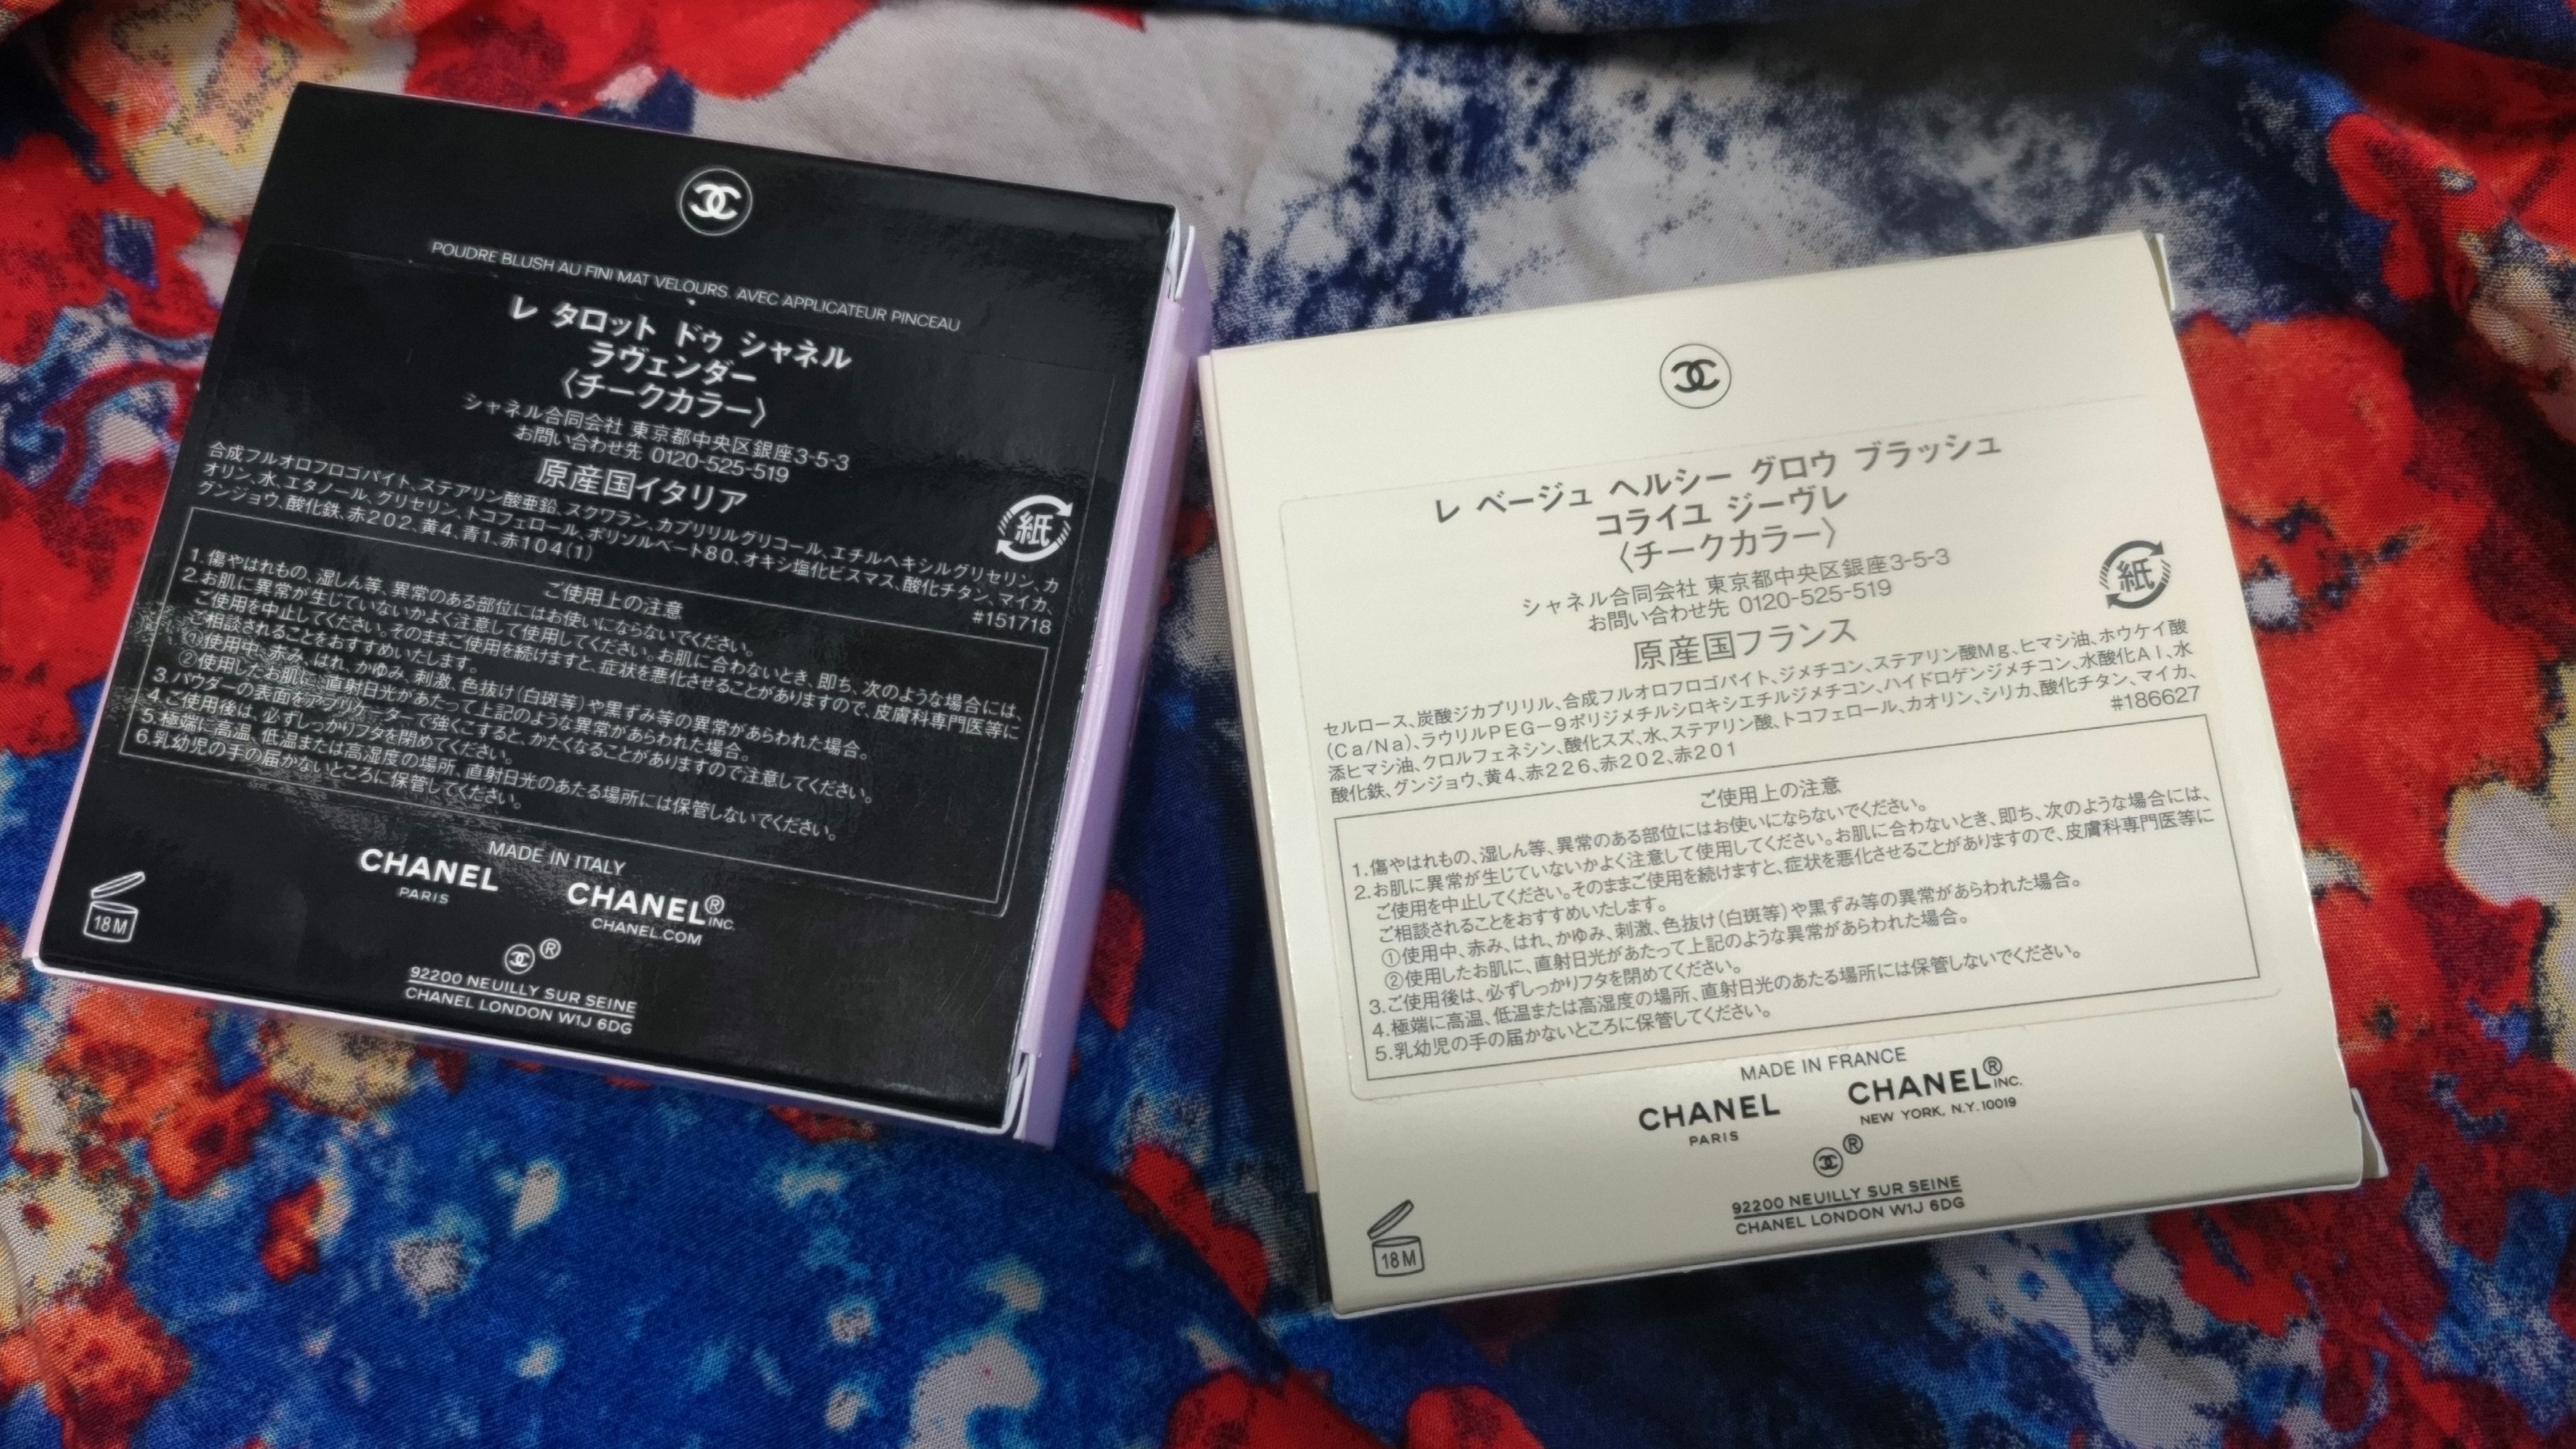 POUDRE BLUSH AU FINI MAT VELOURS. AVEC APPLICATEUR PINCEAU
レ タロット ドゥ シャネル
ラヴェンダー
〈チークカラー〉
シャネル合同会社 東京都中央区銀座3-5-3
お問い合わせ先 0120-525-519
原産国イタリア
紙
合成フルオロフロゴパイト、ステアリン酸亜鉛、スクワラン、カプリリルグリコール、エチルヘキシルグリセリン、カ
オリン、水、エタノール、グリセリン、トコフェロール、ポリソルベート80、オキシ塩化ビスマス、酸化チタン、マイカ、
グンジョウ、酸化鉄、赤202、黄4、青1、赤104(1)
#151718
ご使用上の注意
1.傷やはれもの、湿しん等、異常のある部位にはお使いにならないでください。
2.お肌に異常が生じていないかよく注意して使用してください。お肌に合わないとき、即ち、次のような場合には、
ご使用を中止してください。そのままご使用を続けますと、症状を悪化させることがありますので、皮膚科専門医等に
ご相談されることをおすすめいたします。
①使用中、赤み、はれ、かゆみ、刺激、色抜け(白斑等)や黒ずみ等の異常があらわれた場合。
②使用したお肌に、直射日光があたって上記のような異常があらわれた場合。
3.パウダーの表面をアプリケーターで強くこすると、かたくなることがありますので注意してください。
4.ご使用後は、必ずしっかりフタを閉めてください。
5.極端に高温、低温または高湿度の場所、直射日光のあたる場所には保管しないでください。
6.乳幼児の手の届かないところに保管してください。
MADE IN ITALY
CHANEL
PARIS
CHANEL® INC.
CHANEL.COM
18 M
®
92200 NEUILLY SUR SEINE
CHANEL LONDON W1J 6DG
レ ベージュ ヘルシー グロウ ブラッシュ
コライユ ジーヴレ
〈チークカラー〉
シャネル合同会社 東京都中央区銀座3-5-3
お問い合わせ先 0120-525-519
原産国フランス
紙
セルロース、炭酸ジカプリリル、合成フルオロフロゴパイト、ジメチコン、ステアリン酸Mg、ヒマシ油、ホウケイ酸
(Ca/Na)、ラウリルPEG-9ポリジメチルシロキシエチルジメチコン、ハイドロゲンジメチコン、水酸化Al、水
添ヒマシ油、クロルフェネシン、酸化スズ、水、ステアリン酸、トコフェロール、カオリン、シリカ、酸化チタン、マイカ、
酸化鉄、グンジョウ、黄4、赤226、赤202、赤201
#186627
ご使用上の注意
1.傷やはれもの、湿しん等、異常のある部位にはお使いにならないでください。
2.お肌に異常が生じていないかよく注意して使用してください。お肌に合わないとき、即ち、次のような場合には、
ご使用を中止してください。そのままご使用を続けますと、症状を悪化させることがありますので、皮膚科専門医等に
ご相談されることをおすすめいたします。
①使用中、赤み、はれ、かゆみ、刺激、色抜け(白斑等)や黒ずみ等の異常があらわれた場合。
②使用したお肌に、直射日光があたって上記のような異常があらわれた場合。
3.ご使用後は、必ずしっかりフタを閉めてください。
4.極端に高温、低温または高湿度の場所、直射日光のあたる場所には保管しないでください。
5.乳幼児の手の届かないところに保管してください。
MADE IN FRANCE
CHANEL
PARIS
CHANEL® INC.
NEW YORK, N.Y. 10019
®
92200 NEUILLY SUR SEINE
CHANEL LONDON W1J 6DG
18 M